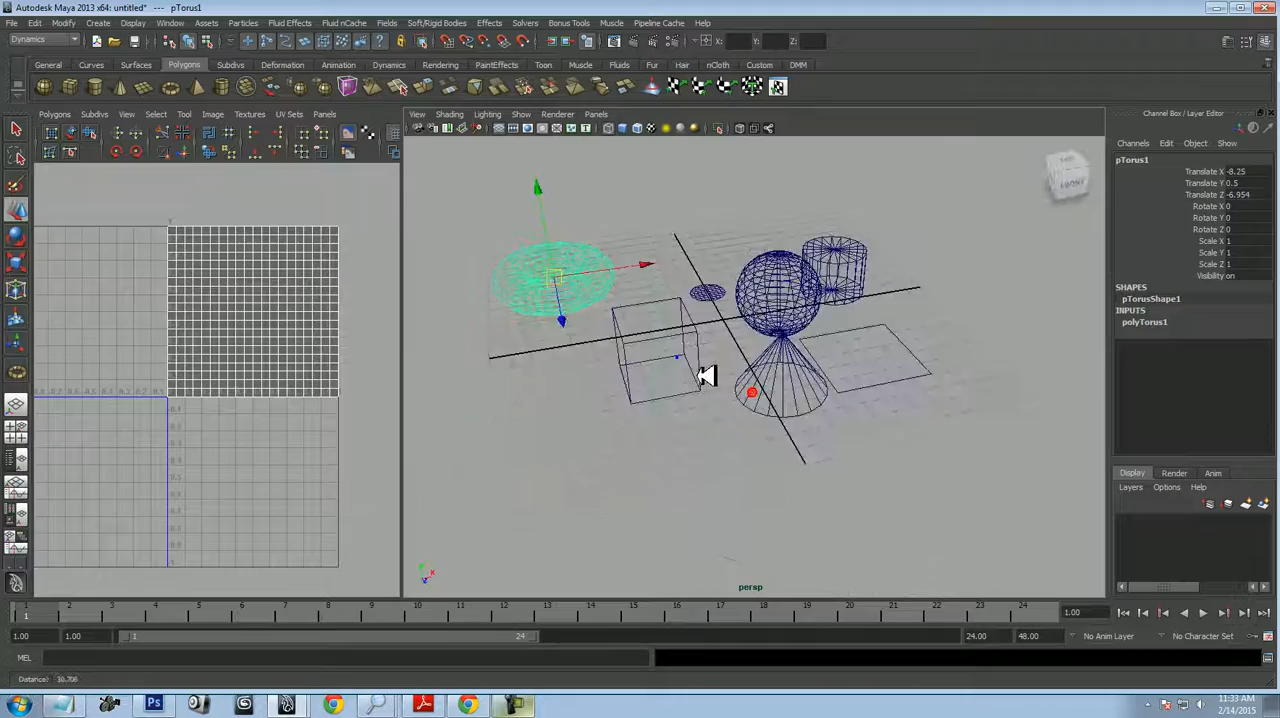 Autodesk Maya 2013 x64: untitled* --- pTorus1
File Edit Modify Create Display Window Assets Particles Fluid Effects Fluid nCache Fields Soft/Rigid Bodies Effects Solvers Bonus Tools Muscle Pipeline Cache Help
Dynamics X: Y: Z:
General Curves Surfaces Polygons Subdivs Deformation Animation Dynamics Rendering PaintEffects Toon Muscle Fluids Fur Hair nCloth Custom DMM
Polygons Subdivs View Select Tool Image Textures UV Sets Panels
View Shading Lighting Show Renderer Panels
Channel Box / Layer Editor
Channels Edit Object Show
pTorus1
Translate X -8.25
Translate Y 0.5
Translate Z -6.954
Rotate X 0
Rotate Y 0
Rotate Z 0
Scale X 1
Scale Y 1
Scale Z 1
Visibility on
SHAPES
pTorusShape1
INPUTS
polyTorus1
FRONT
persp
Display Render Anim
Layers Options Help
1 2 3 4 5 6 7 8 9 10 11 12 13 14 15 16 17 18 19 20 21 22 23 24
1
1.00
1.00 1.00 1 24 24.00 48.00 No Anim Layer No Character Set
MEL
Distance: 30.706
Ps
11:33 AM
2/14/2015